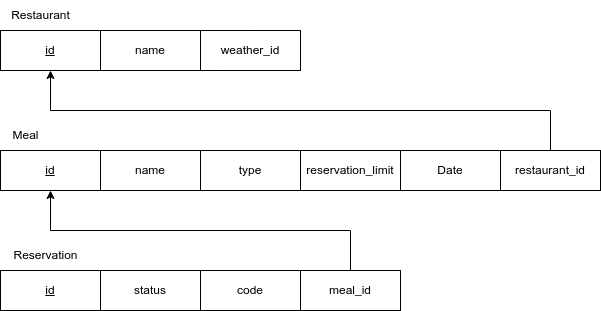 Restaurant
id name weather_id
Meal
id name type reservation_limit Date restaurant_id
Reservation
id status code meal_id